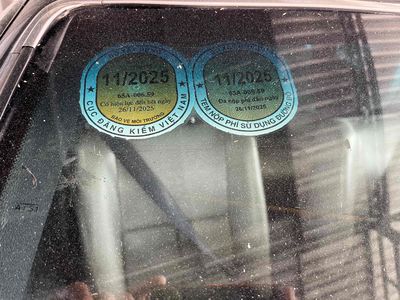 11/2025
65A-006.59
Có hiệu lực đến hết ngày
26/11/2025
BẢO VỆ MÔI TRƯỜNG
CỤC ĐĂNG KIỂM VIỆT NAM
11/2025
65A-006.59
Đã nộp phí đến ngày
26/11/2025
TEM NỘP PHÍ SỬ DỤNG ĐƯỜNG BỘ